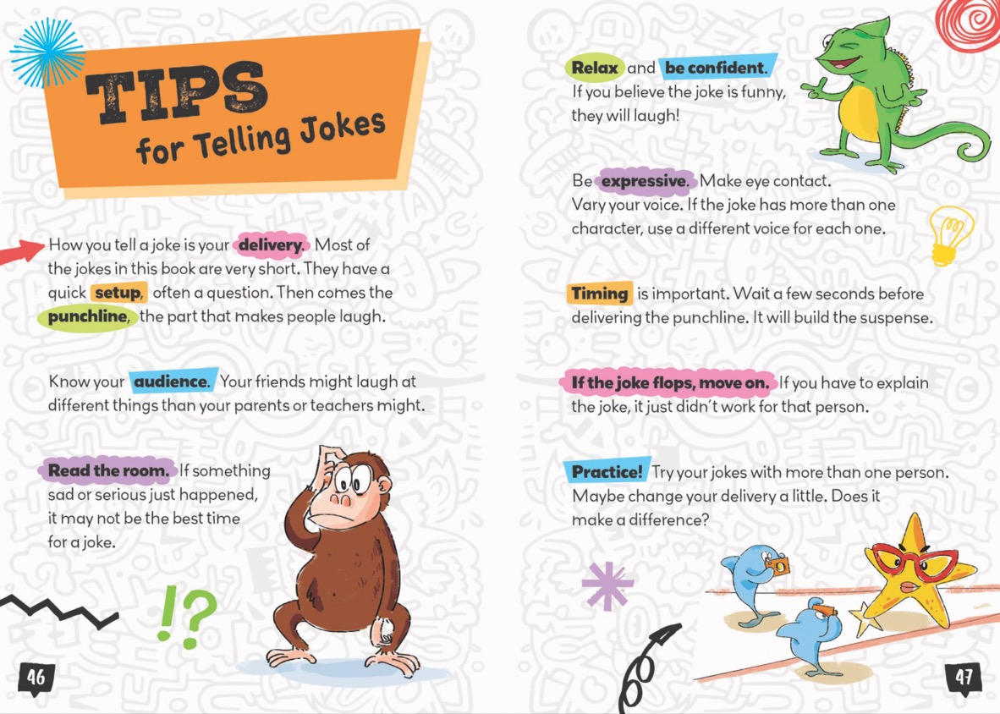 TIPS
for Telling Jokes
How you tell a joke is your delivery. Most of
the jokes in this book are very short. They have a
quick setup, often a question. Then comes the
punchline, the part that makes people laugh.
Know your audience. Your friends might laugh at
different things than your parents or teachers might.
Read the room. If something
sad or serious just happened,
it may not be the best time
for a joke.
!?
46
Relax and be confident.
If you believe the joke is funny,
they will laugh!
Be expressive. Make eye contact.
Vary your voice. If the joke has more than one
character, use a different voice for each one.
Timing is important. Wait a few seconds before
delivering the punchline. It will build the suspense.
If the joke flops, move on. If you have to explain
the joke, it just didn't work for that person.
Practice! Try your jokes with more than one person.
Maybe change your delivery a little. Does it
make a difference?
47